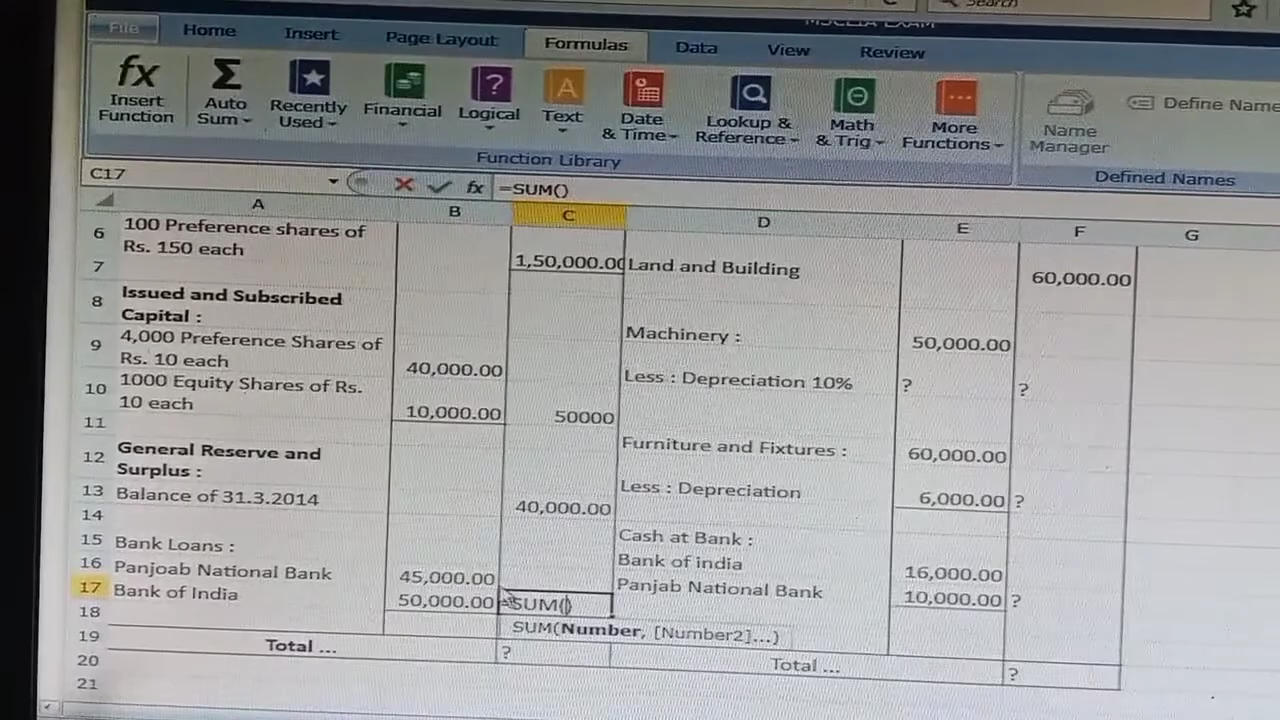 Search
File Home Insert Page Layout Formulas Data View Review
fx Σ ? A
Insert Function
Auto Sum
Recently Used
Financial
Logical
Text
Date & Time
Lookup & Reference
Math & Trig
More Functions
Name Manager
Define Name
Function Library
Defined Names
C17 fx =SUM()
A B C D E F G
6 100 Preference shares of
Rs. 150 each
7 1,50,000.00 Land and Building 60,000.00
8 Issued and Subscribed
Capital :
Machinery : 50,000.00
9 4,000 Preference Shares of
Rs. 10 each 40,000.00
Less : Depreciation 10% ? ?
10 1000 Equity Shares of Rs.
10 each 10,000.00 50000
11
12 General Reserve and
Surplus :
Furniture and Fixtures : 60,000.00
13 Balance of 31.3.2014 40,000.00 Less : Depreciation 6,000.00 ?
14
15 Bank Loans : Cash at Bank :
16 Panjoab National Bank 45,000.00 Bank of india 16,000.00
17 Bank of India 50,000.00 =SUM() Panjab National Bank 10,000.00 ?
18 SUM(Number, [Number2]...)
19 Total ... ? Total ... ?
20
21